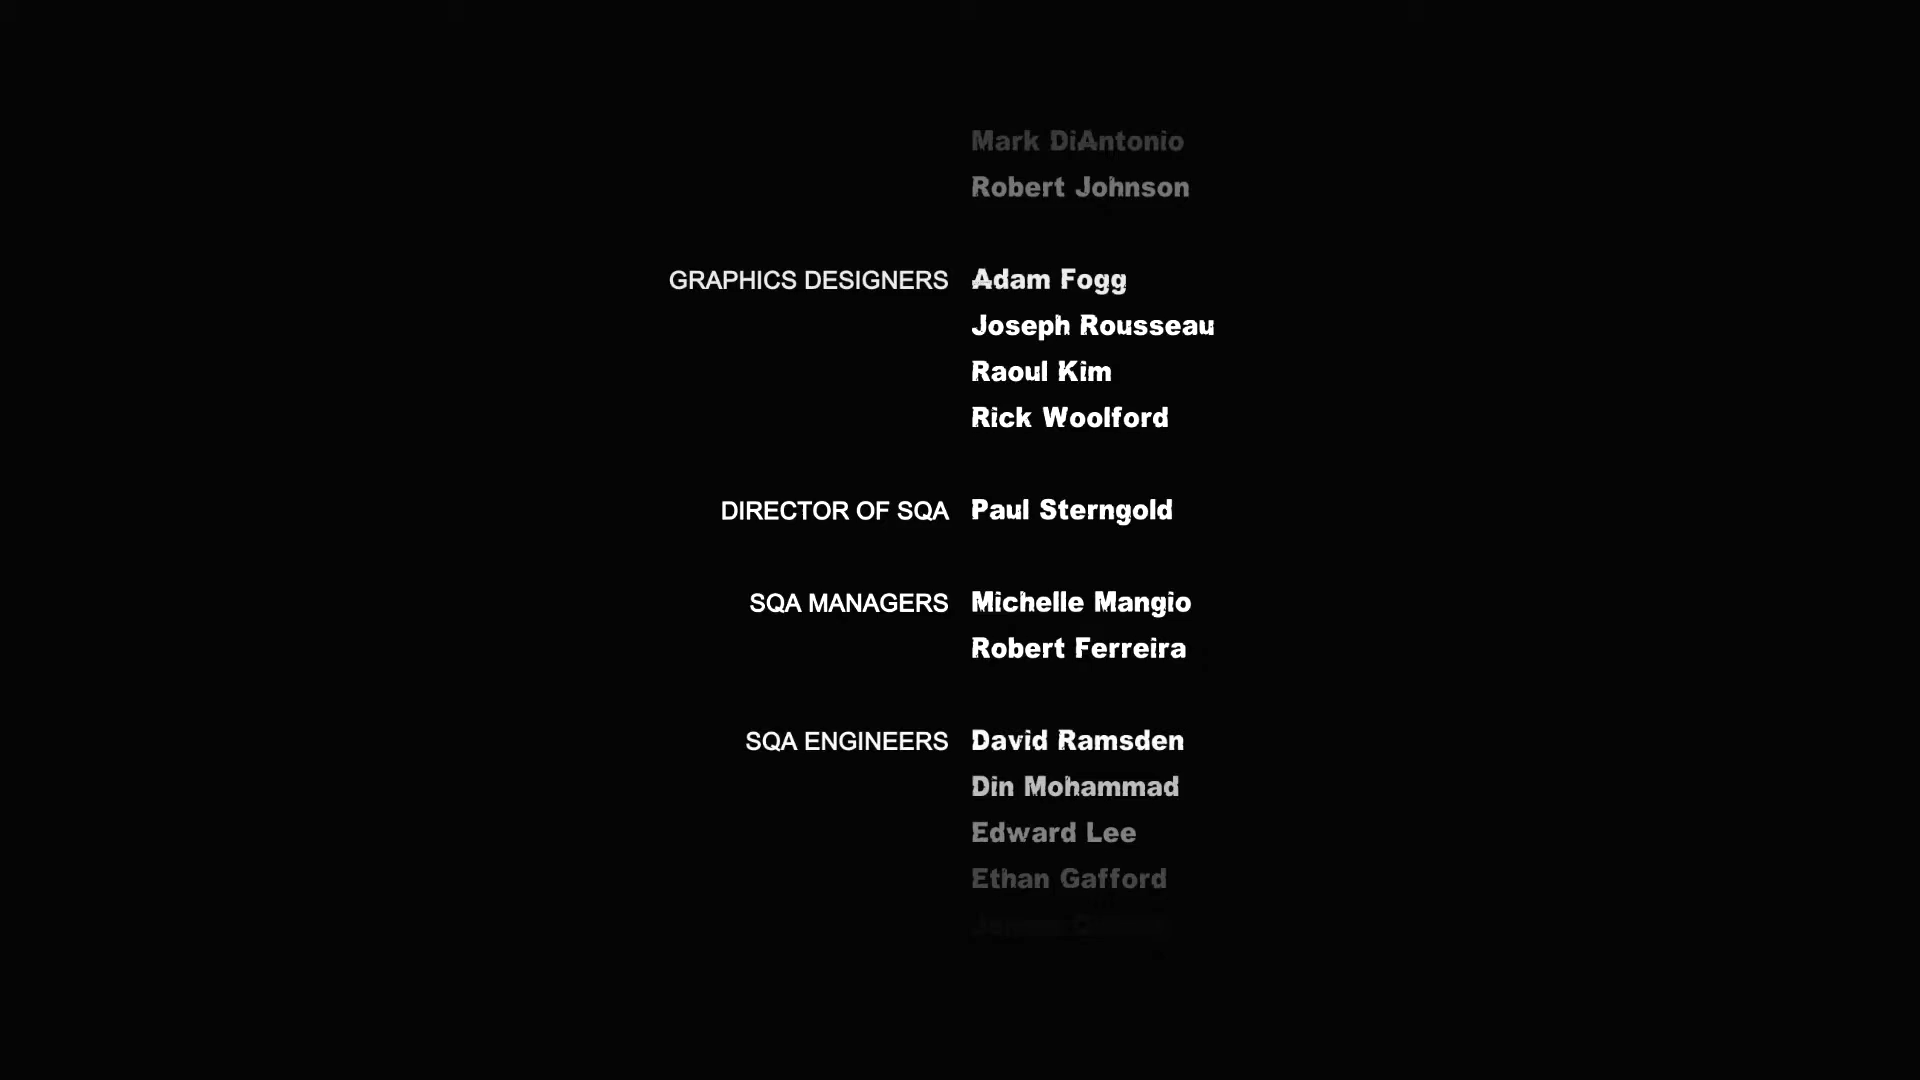 Mark DiAntonio
Robert Johnson
GRAPHICS DESIGNERS Adam Fogg
Joseph Rousseau
Raoul Kim
Rick Woolford
DIRECTOR OF SQA Paul Sterngold
SQA MANAGERS Michelle Mangio
Robert Ferreira
SQA ENGINEERS David Ramsden
Din Mohammad
Edward Lee
Ethan Gafford